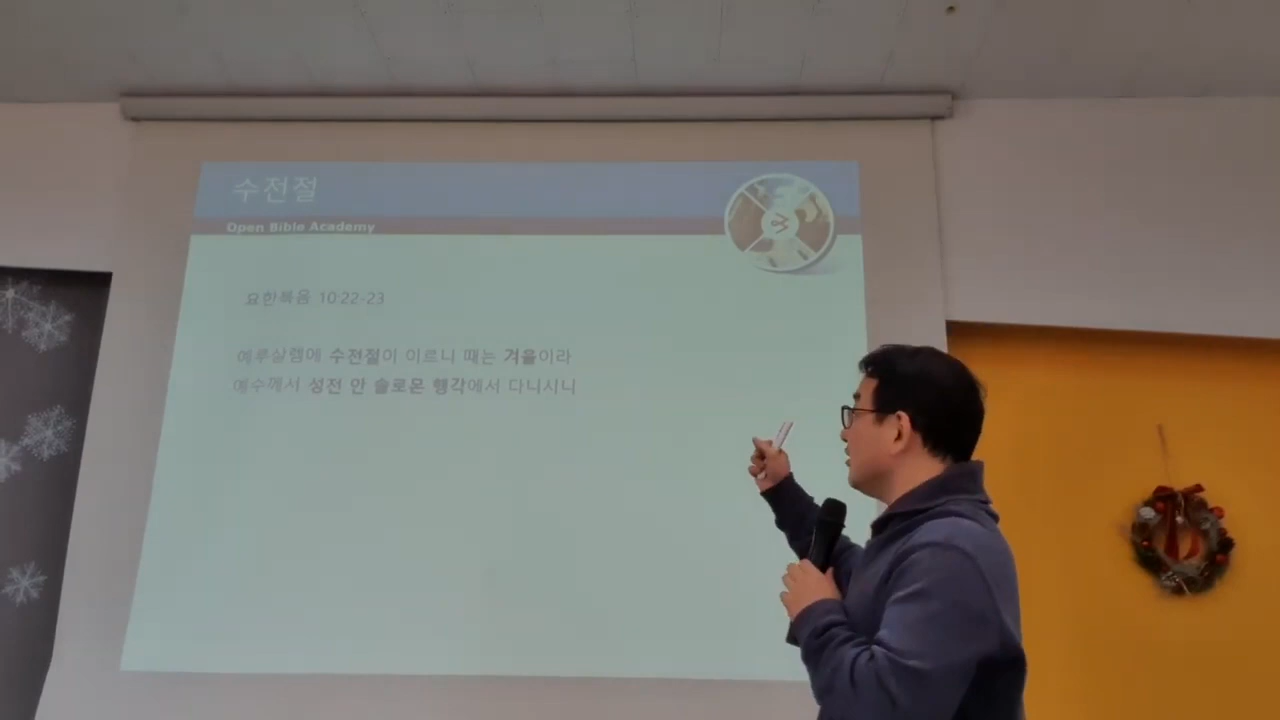 수전절
Open Bible Academy
요한복음 10:22-23
예루살렘에 수전절이 이르니 때는 겨울이라
예수께서 성전 안 솔로몬 행각에서 다니시니